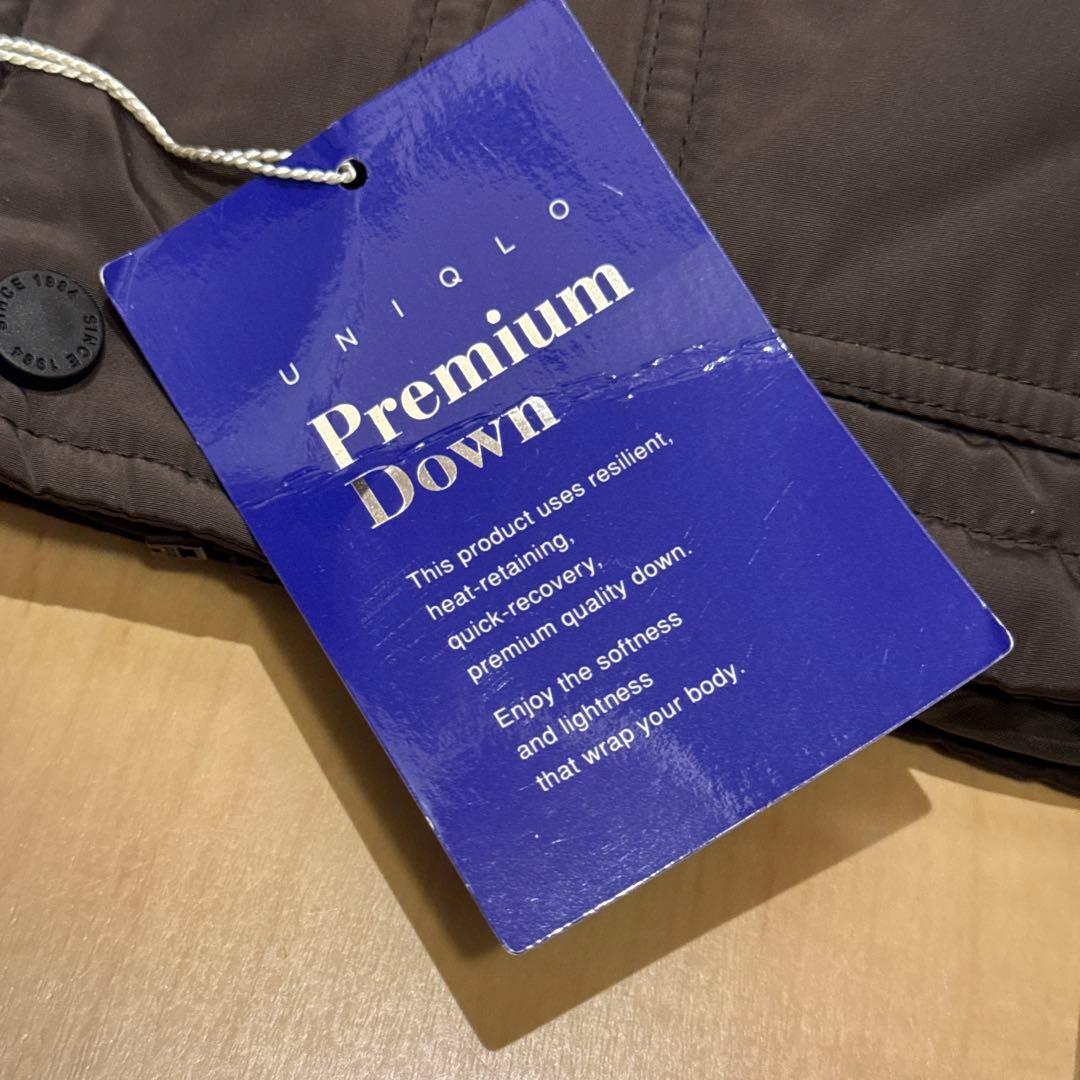 UNIQLO
Premium
Down
This product uses resilient,
heat-retaining,
quick-recovery,
premium quality down.
Enjoy the softness
and lightness
that wrap your body.
SINCE 1984 SINCE 1984